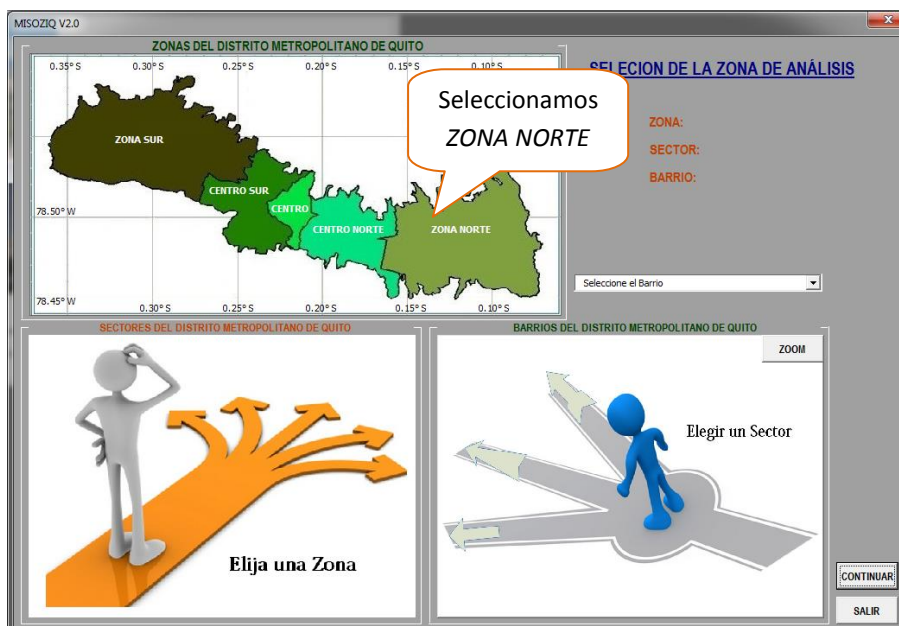 MISOZIQ V2.0
ZONAS DEL DISTRITO METROPOLITANO DE QUITO
0.35° S 0.30° S 0.25° S 0.20° S 0.15° S 0.10° S
SELECION DE LA ZONA DE ANÁLISIS
Seleccionamos
ZONA NORTE
ZONA:
SECTOR:
BARRIO:
ZONA SUR
CENTRO SUR
CENTRO
78.50° W
CENTRO NORTE
ZONA NORTE
Seleccione el Barrio
78.45° W
0.30° S 0.25° S 0.20° S 0.15° S 0.10° S
SECTORES DEL DISTRITO METROPOLITANO DE QUITO
BARRIOS DEL DISTRITO METROPOLITANO DE QUITO
ZOOM
Elegir un Sector
Elija una Zona
CONTINUAR
SALIR